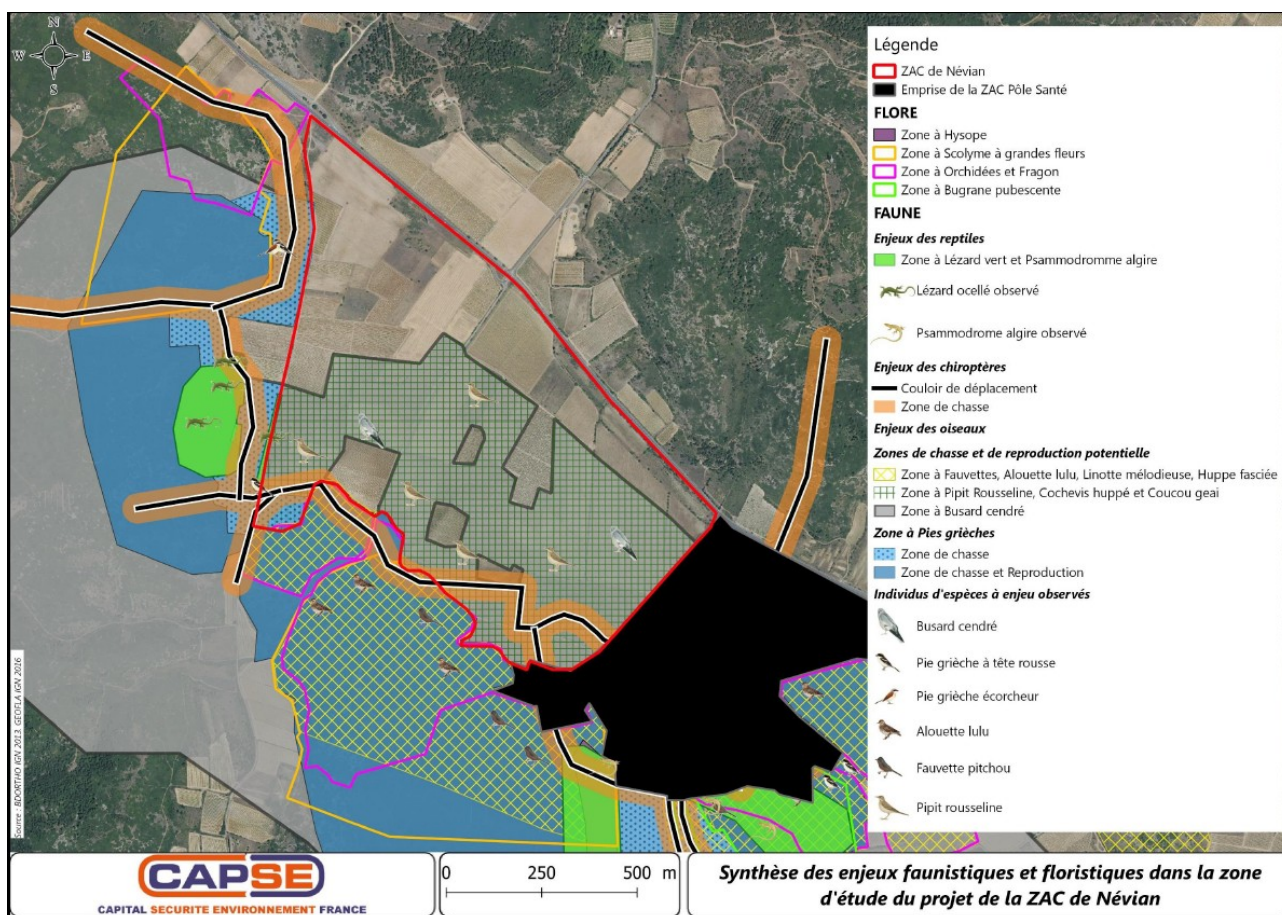 N
W E
S
Légende
ZAC de Névian
Emprise de la ZAC Pôle Santé
FLORE
Zone à Hysope
Zone à Scolyme à grandes fleurs
Zone à Orchidées et Fragon
Zone à Bugrane pubescente
FAUNE
Enjeux des reptiles
Zone à Lézard vert et Psammodromme algire
Lézard ocellé observé
Psammodrome algire observé
Enjeux des chiroptères
Couloir de déplacement
Zone de chasse
Enjeux des oiseaux
Zones de chasse et de reproduction potentielle
Zone à Fauvettes, Alouette lulu, Linotte mélodieuse, Huppe fasciée
Zone à Pipit Rousseline, Cochevis huppé et Coucou geai
Zone à Busard cendré
Zone à Pies grièches
Zone de chasse
Zone de chasse et Reproduction
Individus d'espèces à enjeu observés
Busard cendré
Pie grièche à tête rousse
Pie grièche écorcheur
Alouette lulu
Fauvette pitchou
Pipit rousseline
Source : BDORTHO IGN 2013, GEOFLA IGN 2016
CAPSE
CAPITAL SECURITE ENVIRONNEMENT FRANCE
0 250 500 m
Synthèse des enjeux faunistiques et floristiques dans la zone
d'étude du projet de la ZAC de Névian